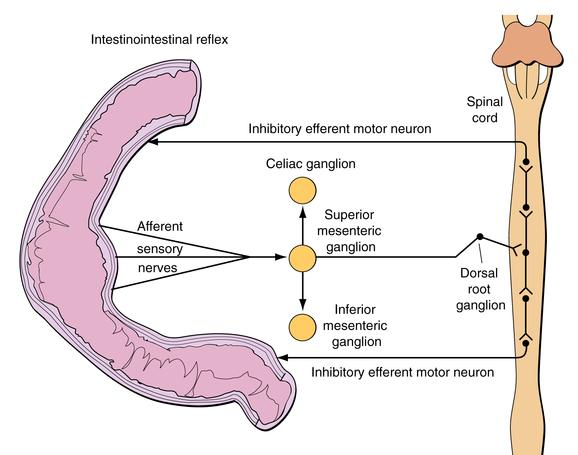 Intestinointestinal reflex
Spinal
cord
Inhibitory efferent motor neuron
Celiac ganglion
Afferent
sensory
nerves
Superior
mesenteric
ganglion
Dorsal
root
ganglion
Inferior
mesenteric
ganglion
Inhibitory efferent motor neuron